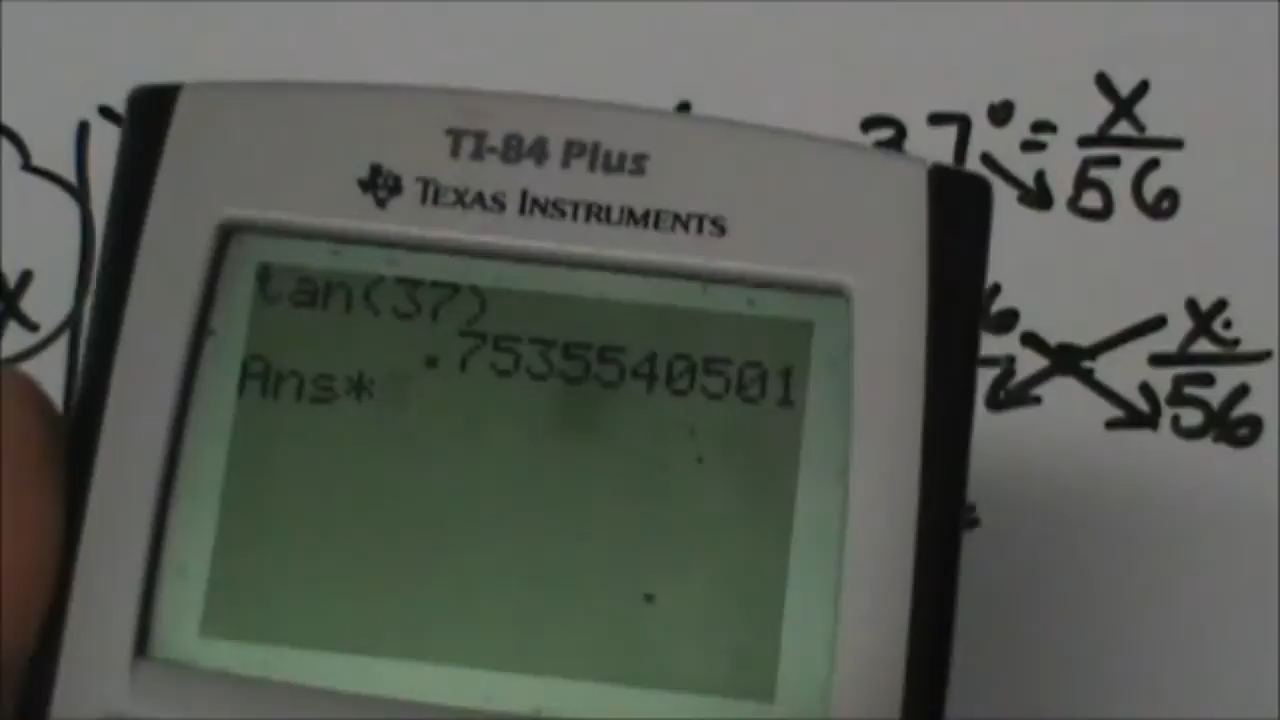 TI-84 Plus
TEXAS INSTRUMENTS
tan(37)
.7535540501
Ans*
37° = x
56
x
x
56
=